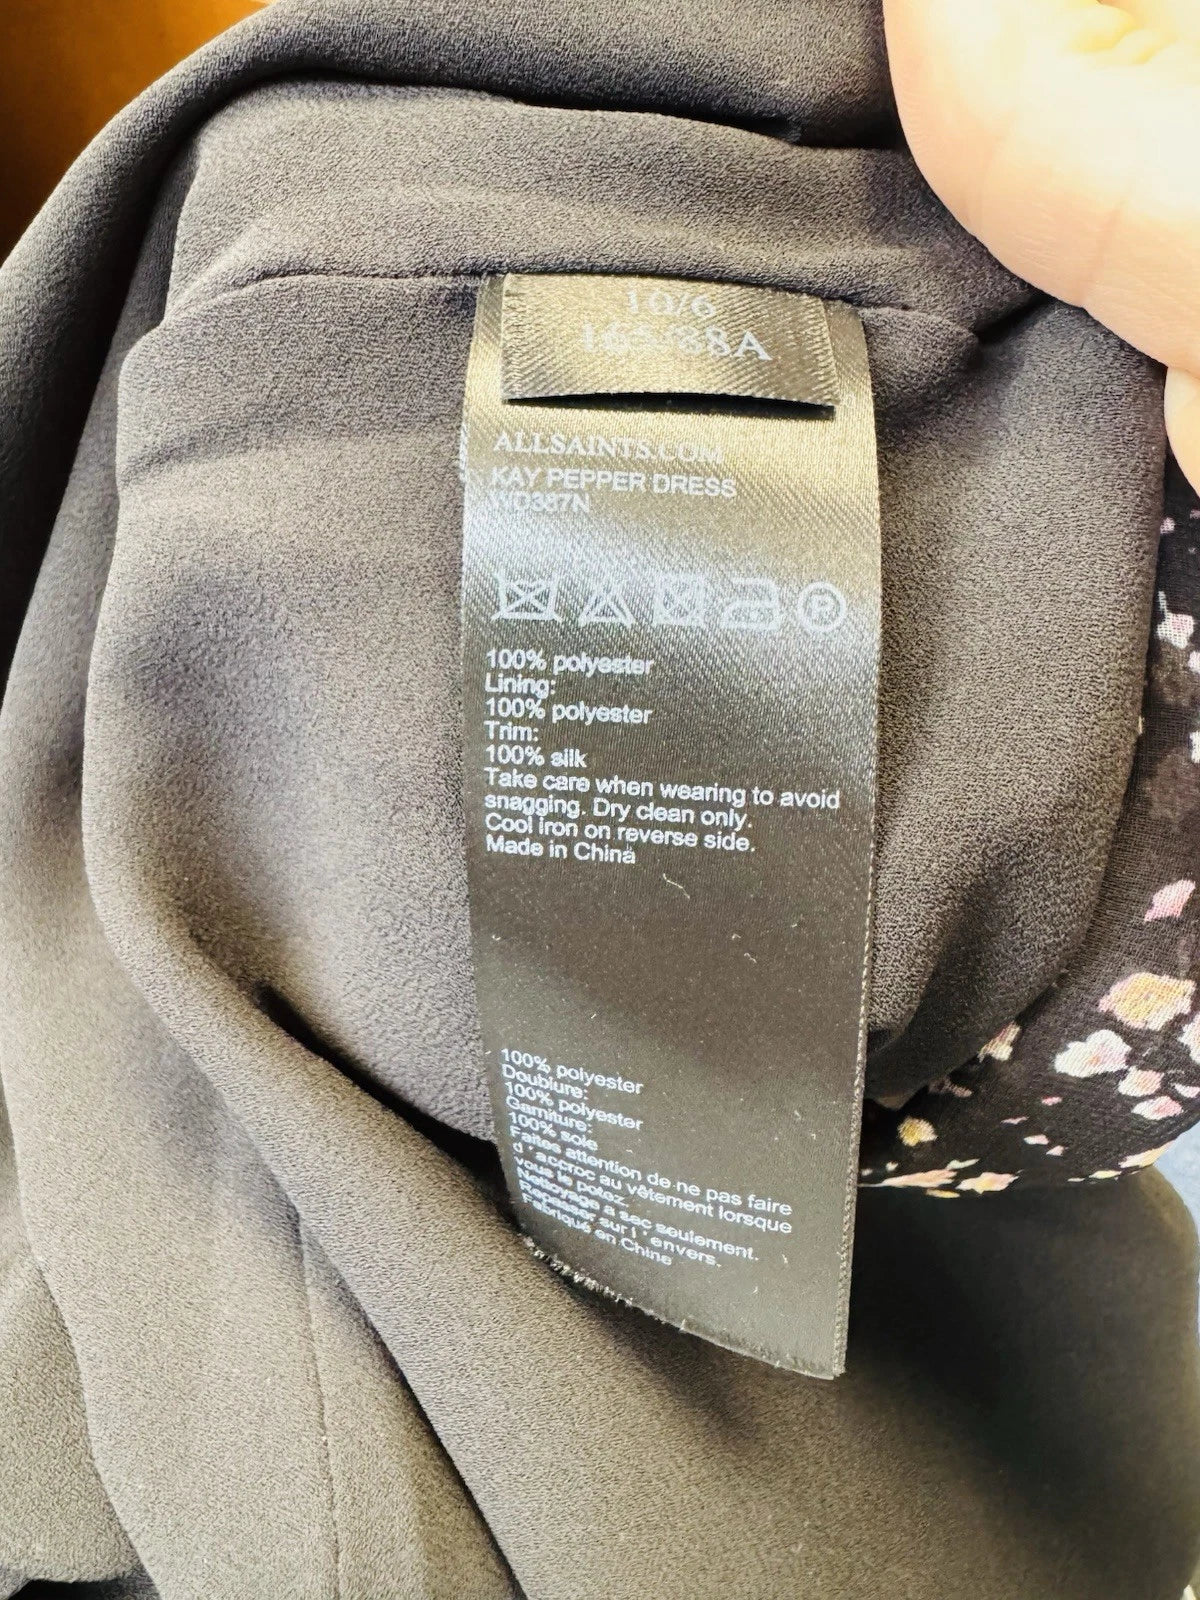 10/6
165/88A
ALLSAINTS.COM
KAY PEPPER DRESS
WD387N
P
100% polyester
Lining:
100% polyester
Trim:
100% silk
Take care when wearing to avoid
snagging. Dry clean only.
Cool iron on reverse side.
Made in China
100% polyester
Doublure:
100% polyester
Garniture:
100% soie
Faites attention de ne pas faire
d'accroc au vêtement lorsque
vous le potez.
Nettoyage a sec seulement.
Repasser sur l'envers.
Fabriqué en Chine